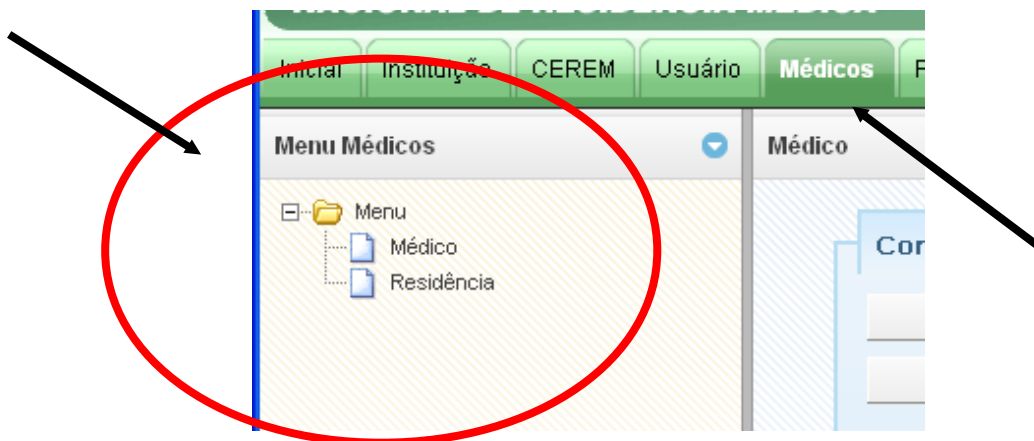 Inicial Instituição CEREM Usuário Médicos
Menu Médicos Médico
Menu
Médico
Residência